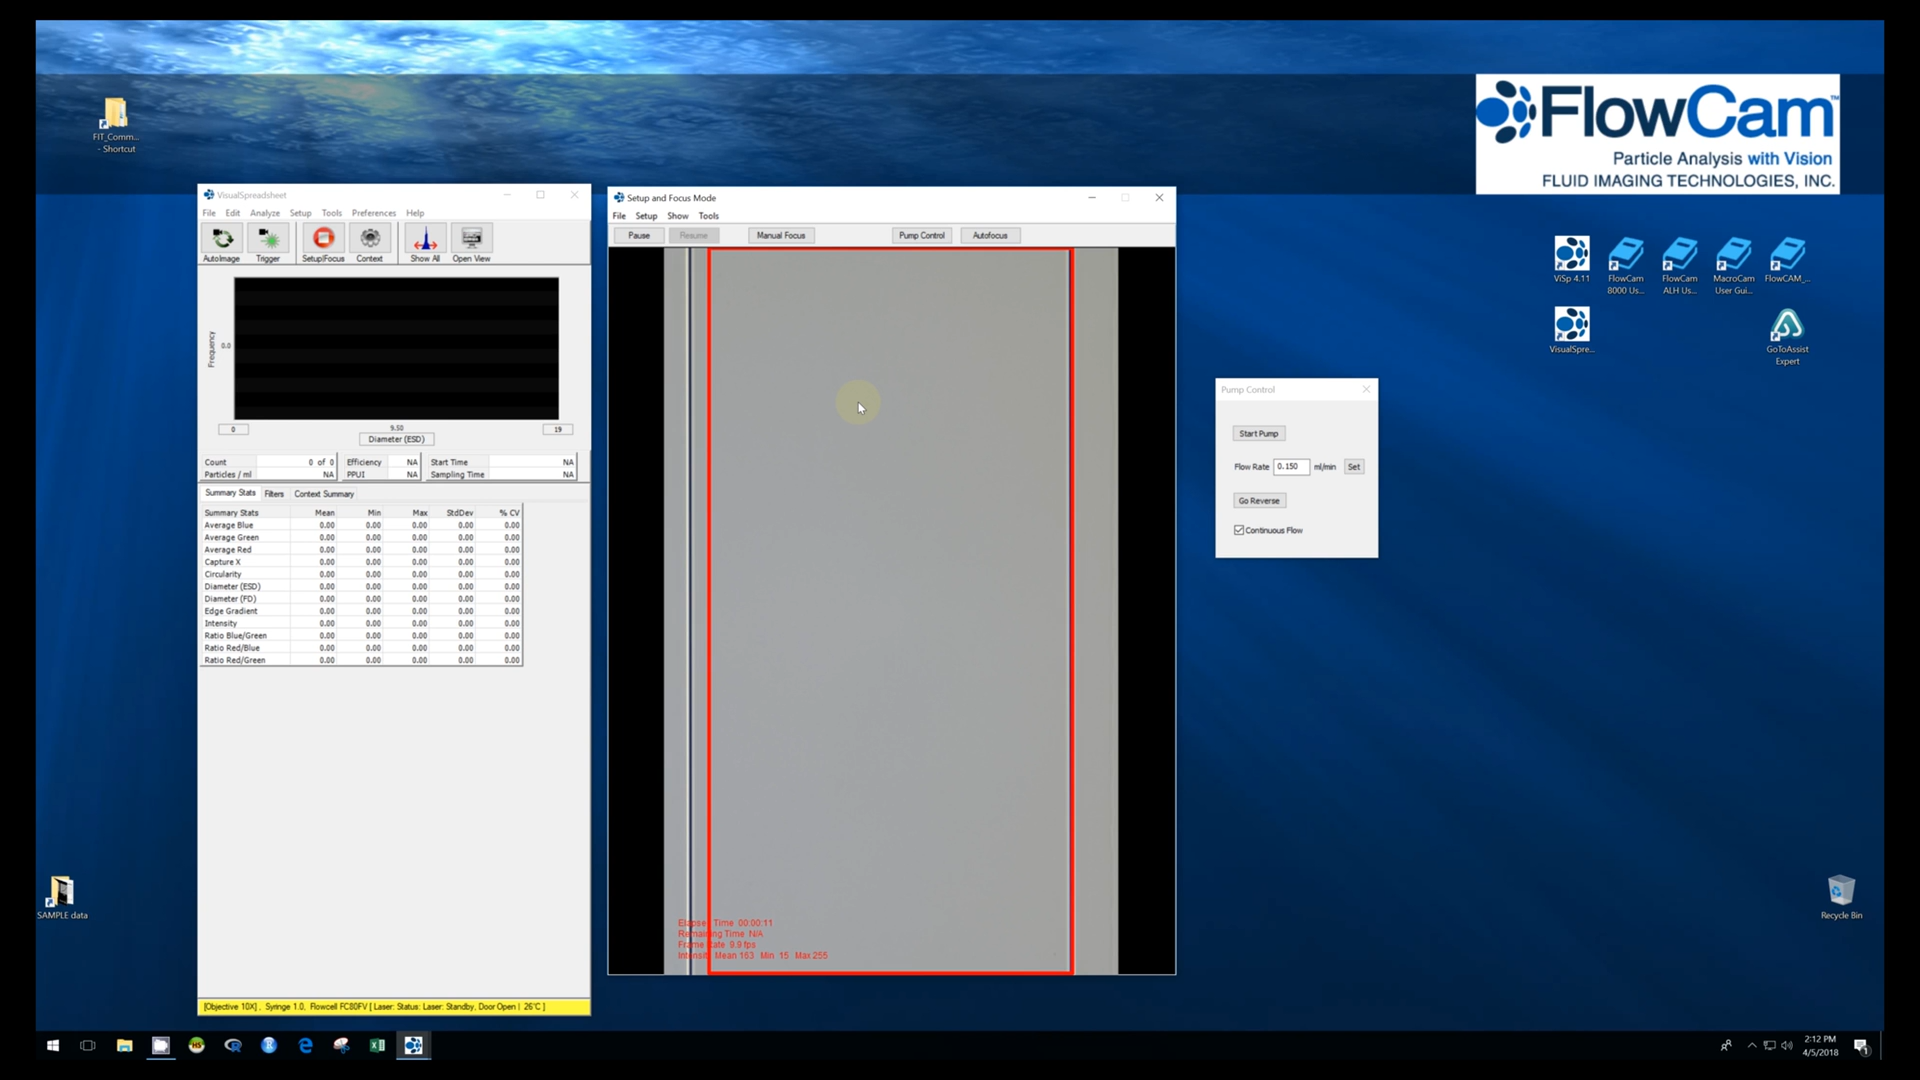 FIT_Comm...
- Shortcut
FlowCam™
Particle Analysis with Vision
FLUID IMAGING TECHNOLOGIES, INC.
VisualSpreadsheet
File Edit Analyze Setup Tools Preferences Help
AutoImage Trigger Setup|Focus Context Show All Open View
Frequency
0.0
0 9.50 19
Diameter (ESD)
Count 0 of 0 Efficiency NA Start Time NA
Particles / ml NA PPUI NA Sampling Time NA
Summary Stats Filters Context Summary
Summary Stats Mean Min Max StdDev % CV
Average Blue 0.00 0.00 0.00 0.00 0.00
Average Green 0.00 0.00 0.00 0.00 0.00
Average Red 0.00 0.00 0.00 0.00 0.00
Capture X 0.00 0.00 0.00 0.00 0.00
Circularity 0.00 0.00 0.00 0.00 0.00
Diameter (ESD) 0.00 0.00 0.00 0.00 0.00
Diameter (FD) 0.00 0.00 0.00 0.00 0.00
Edge Gradient 0.00 0.00 0.00 0.00 0.00
Intensity 0.00 0.00 0.00 0.00 0.00
Ratio Blue/Green 0.00 0.00 0.00 0.00 0.00
Ratio Red/Blue 0.00 0.00 0.00 0.00 0.00
Ratio Red/Green 0.00 0.00 0.00 0.00 0.00
[Objective 10X] , Syringe 1.0, Flowcell FC80FV [ Laser: Status: Laser: Standby, Door Open | 26°C ]
Setup and Focus Mode
File Setup Show Tools
Pause Resume Manual Focus Pump Control Autofocus
Elapsed Time 00:00:11
Remaining Time N/A
Frame Rate 9.9 fps
Intensity Mean 163 Min 15 Max 255
Pump Control
Start Pump
Flow Rate 0.150 ml/min Set
Go Reverse
Continuous Flow
ViSp 4.11
FlowCam
8000 Us...
FlowCam
ALH Us...
MacroCam
User Gui...
FlowCAM_...
VisualSpre...
GoToAssist
Expert
SAMPLE data
Recycle Bin
2:12 PM
4/5/2018
1